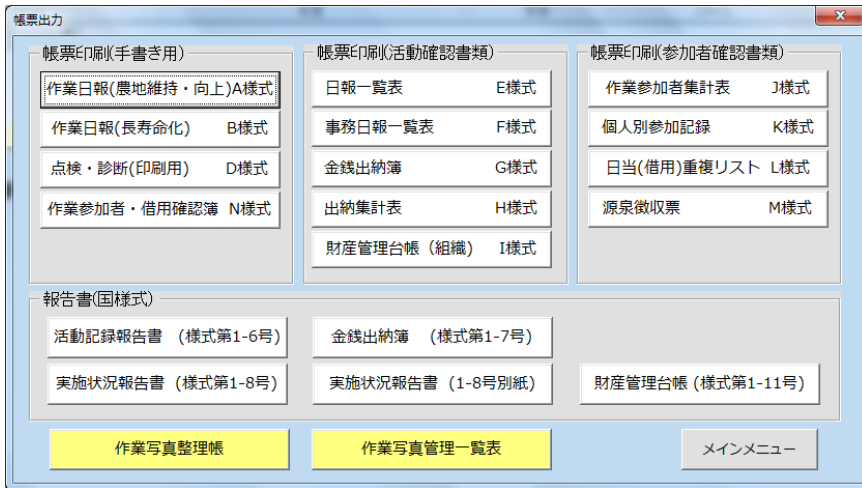 帳票出力
帳票印刷(手書き用)
作業日報(農地維持・向上)A様式
作業日報(長寿命化) B様式
点検・診断(印刷用) D様式
作業参加者・借用確認簿 N様式
帳票印刷(活動確認書類)
日報一覧表 E様式
事務日報一覧表 F様式
金銭出納簿 G様式
出納集計表 H様式
財産管理台帳（組織) I様式
帳票印刷(参加者確認書類)
作業参加者集計表 J様式
個人別参加記録 K様式
日当(借用)重複リスト L様式
源泉徴収票 M様式
報告書(国様式)
活動記録報告書 (様式第1-6号)
金銭出納簿 (様式第1-7号)
実施状況報告書 (様式第1-8号)
実施状況報告書 (1-8号別紙)
財産管理台帳 (様式第1-11号)
作業写真整理帳
作業写真管理一覧表
メインメニュー